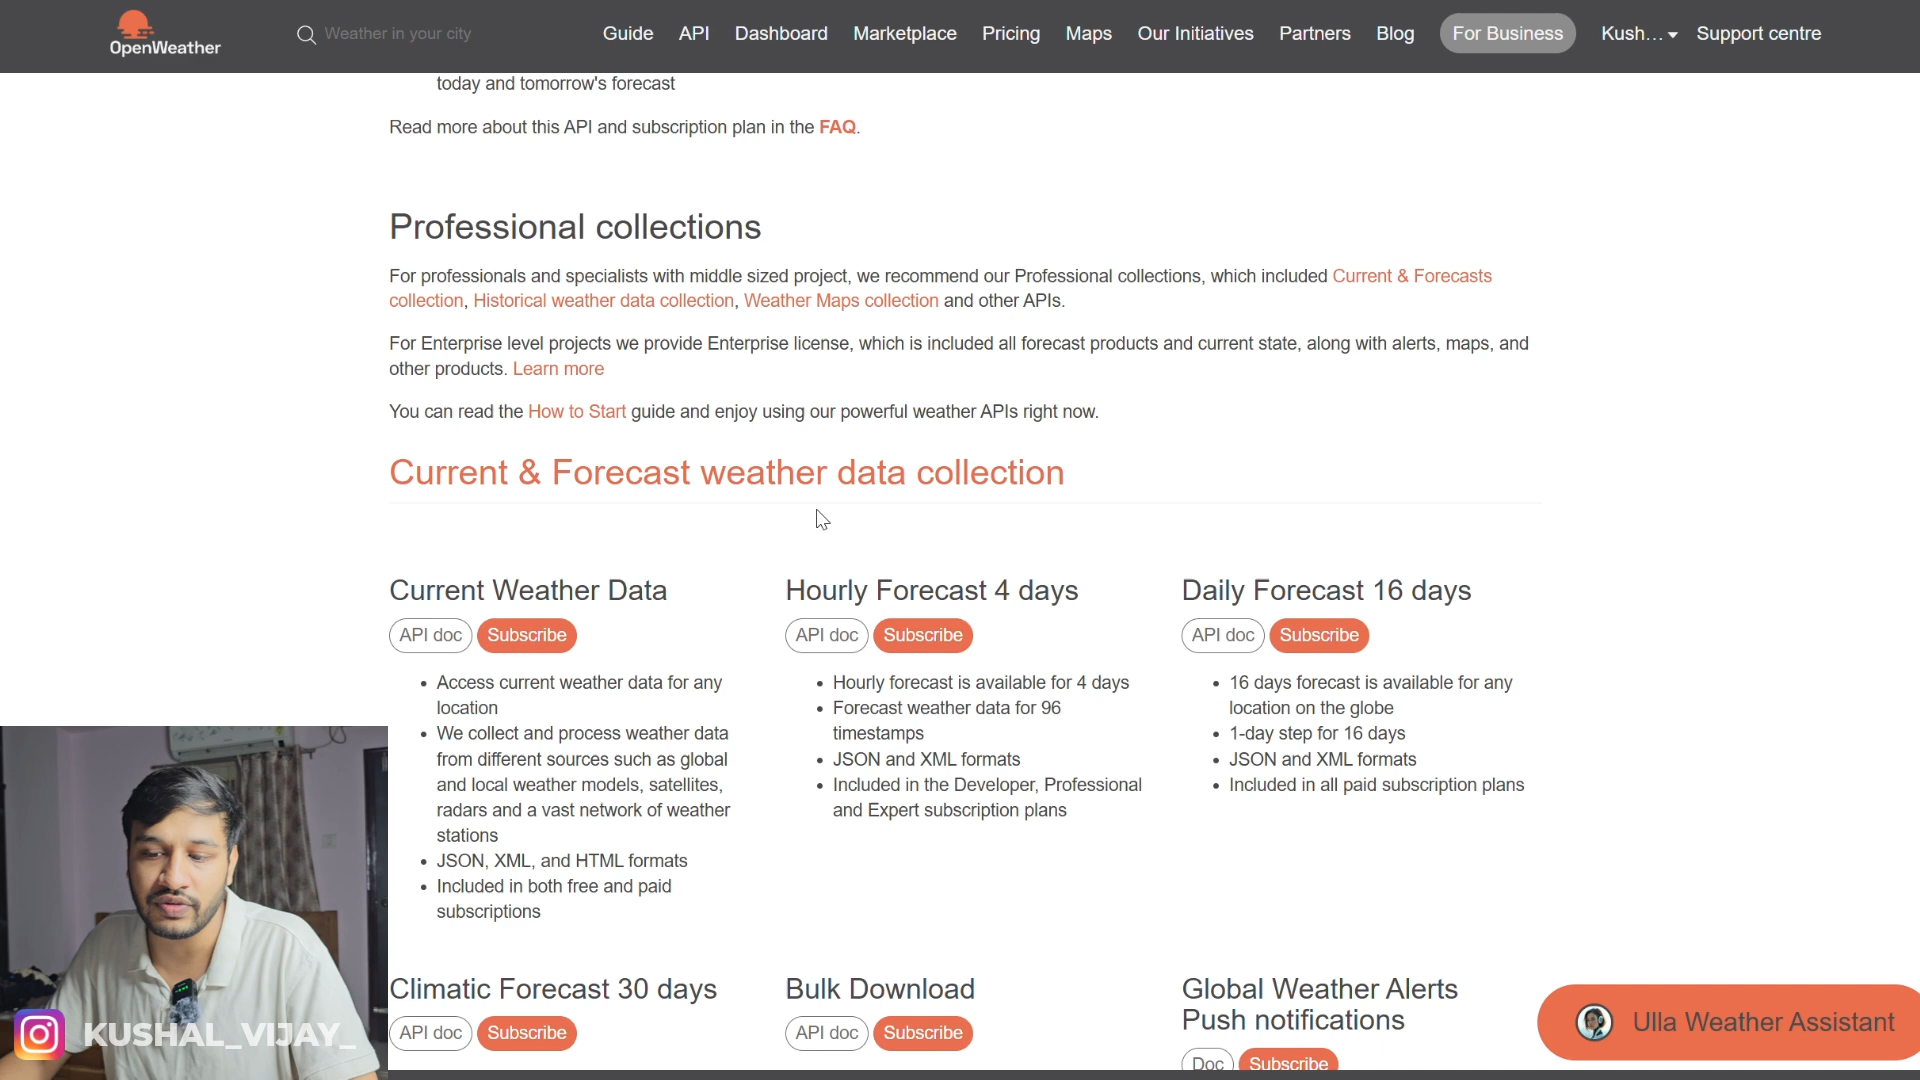 OpenWeather
Weather in your city
Guide
API
Dashboard
Marketplace
Pricing
Maps
Our Initiatives
Partners
Blog
For Business
Kush...
Support centre
today and tomorrow's forecast
Read more about this API and subscription plan in the FAQ.
Professional collections
For professionals and specialists with middle sized project, we recommend our Professional collections, which included Current & Forecasts
collection, Historical weather data collection, Weather Maps collection and other APIs.
For Enterprise level projects we provide Enterprise license, which is included all forecast products and current state, along with alerts, maps, and
other products. Learn more
You can read the How to Start guide and enjoy using our powerful weather APIs right now.
Current & Forecast weather data collection
Current Weather Data
API doc
Subscribe
• Access current weather data for any
location
• We collect and process weather data
from different sources such as global
and local weather models, satellites,
radars and a vast network of weather
stations
• JSON, XML, and HTML formats
• Included in both free and paid
subscriptions
Hourly Forecast 4 days
API doc
Subscribe
• Hourly forecast is available for 4 days
• Forecast weather data for 96
timestamps
• JSON and XML formats
• Included in the Developer, Professional
and Expert subscription plans
Daily Forecast 16 days
API doc
Subscribe
• 16 days forecast is available for any
location on the globe
• 1-day step for 16 days
• JSON and XML formats
• Included in all paid subscription plans
Climatic Forecast 30 days
API doc
Subscribe
Bulk Download
API doc
Subscribe
Global Weather Alerts
Push notifications
Doc
Subscribe
Ulla Weather Assistant
KUSHAL_VIJAY_